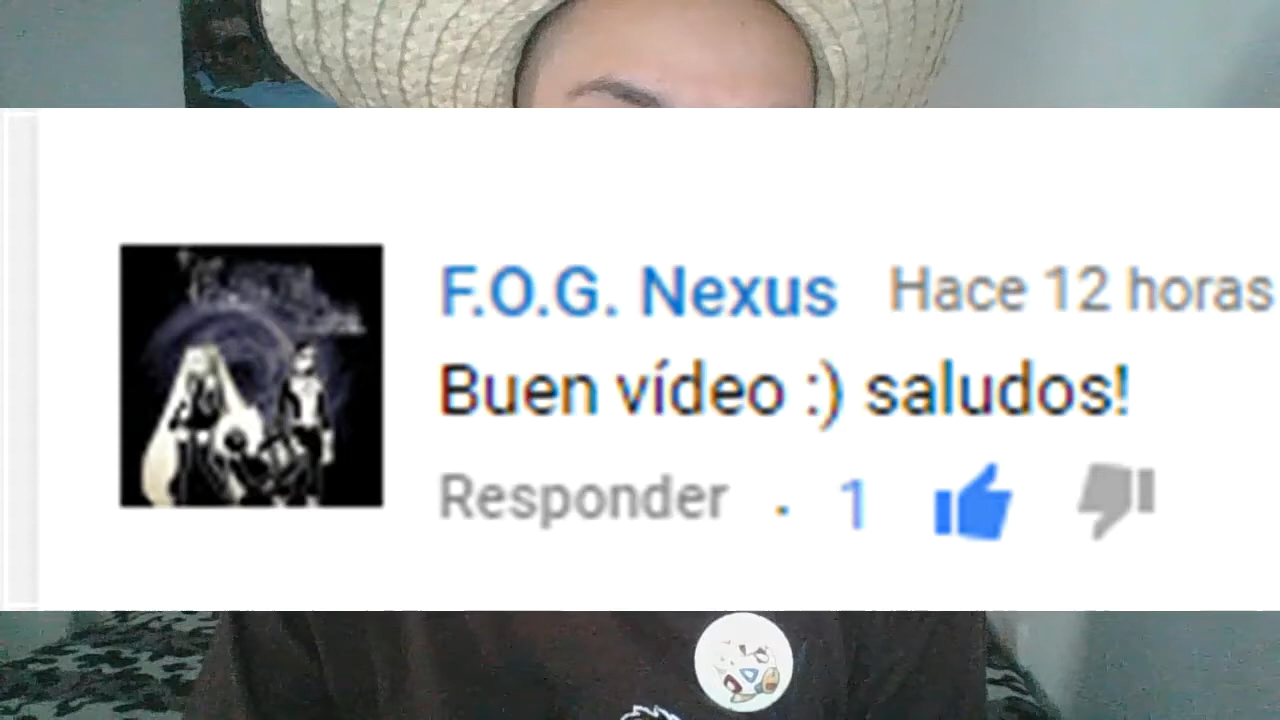 F.O.G. Nexus Hace 12 horas
Buen vídeo :) saludos!
Responder · 1